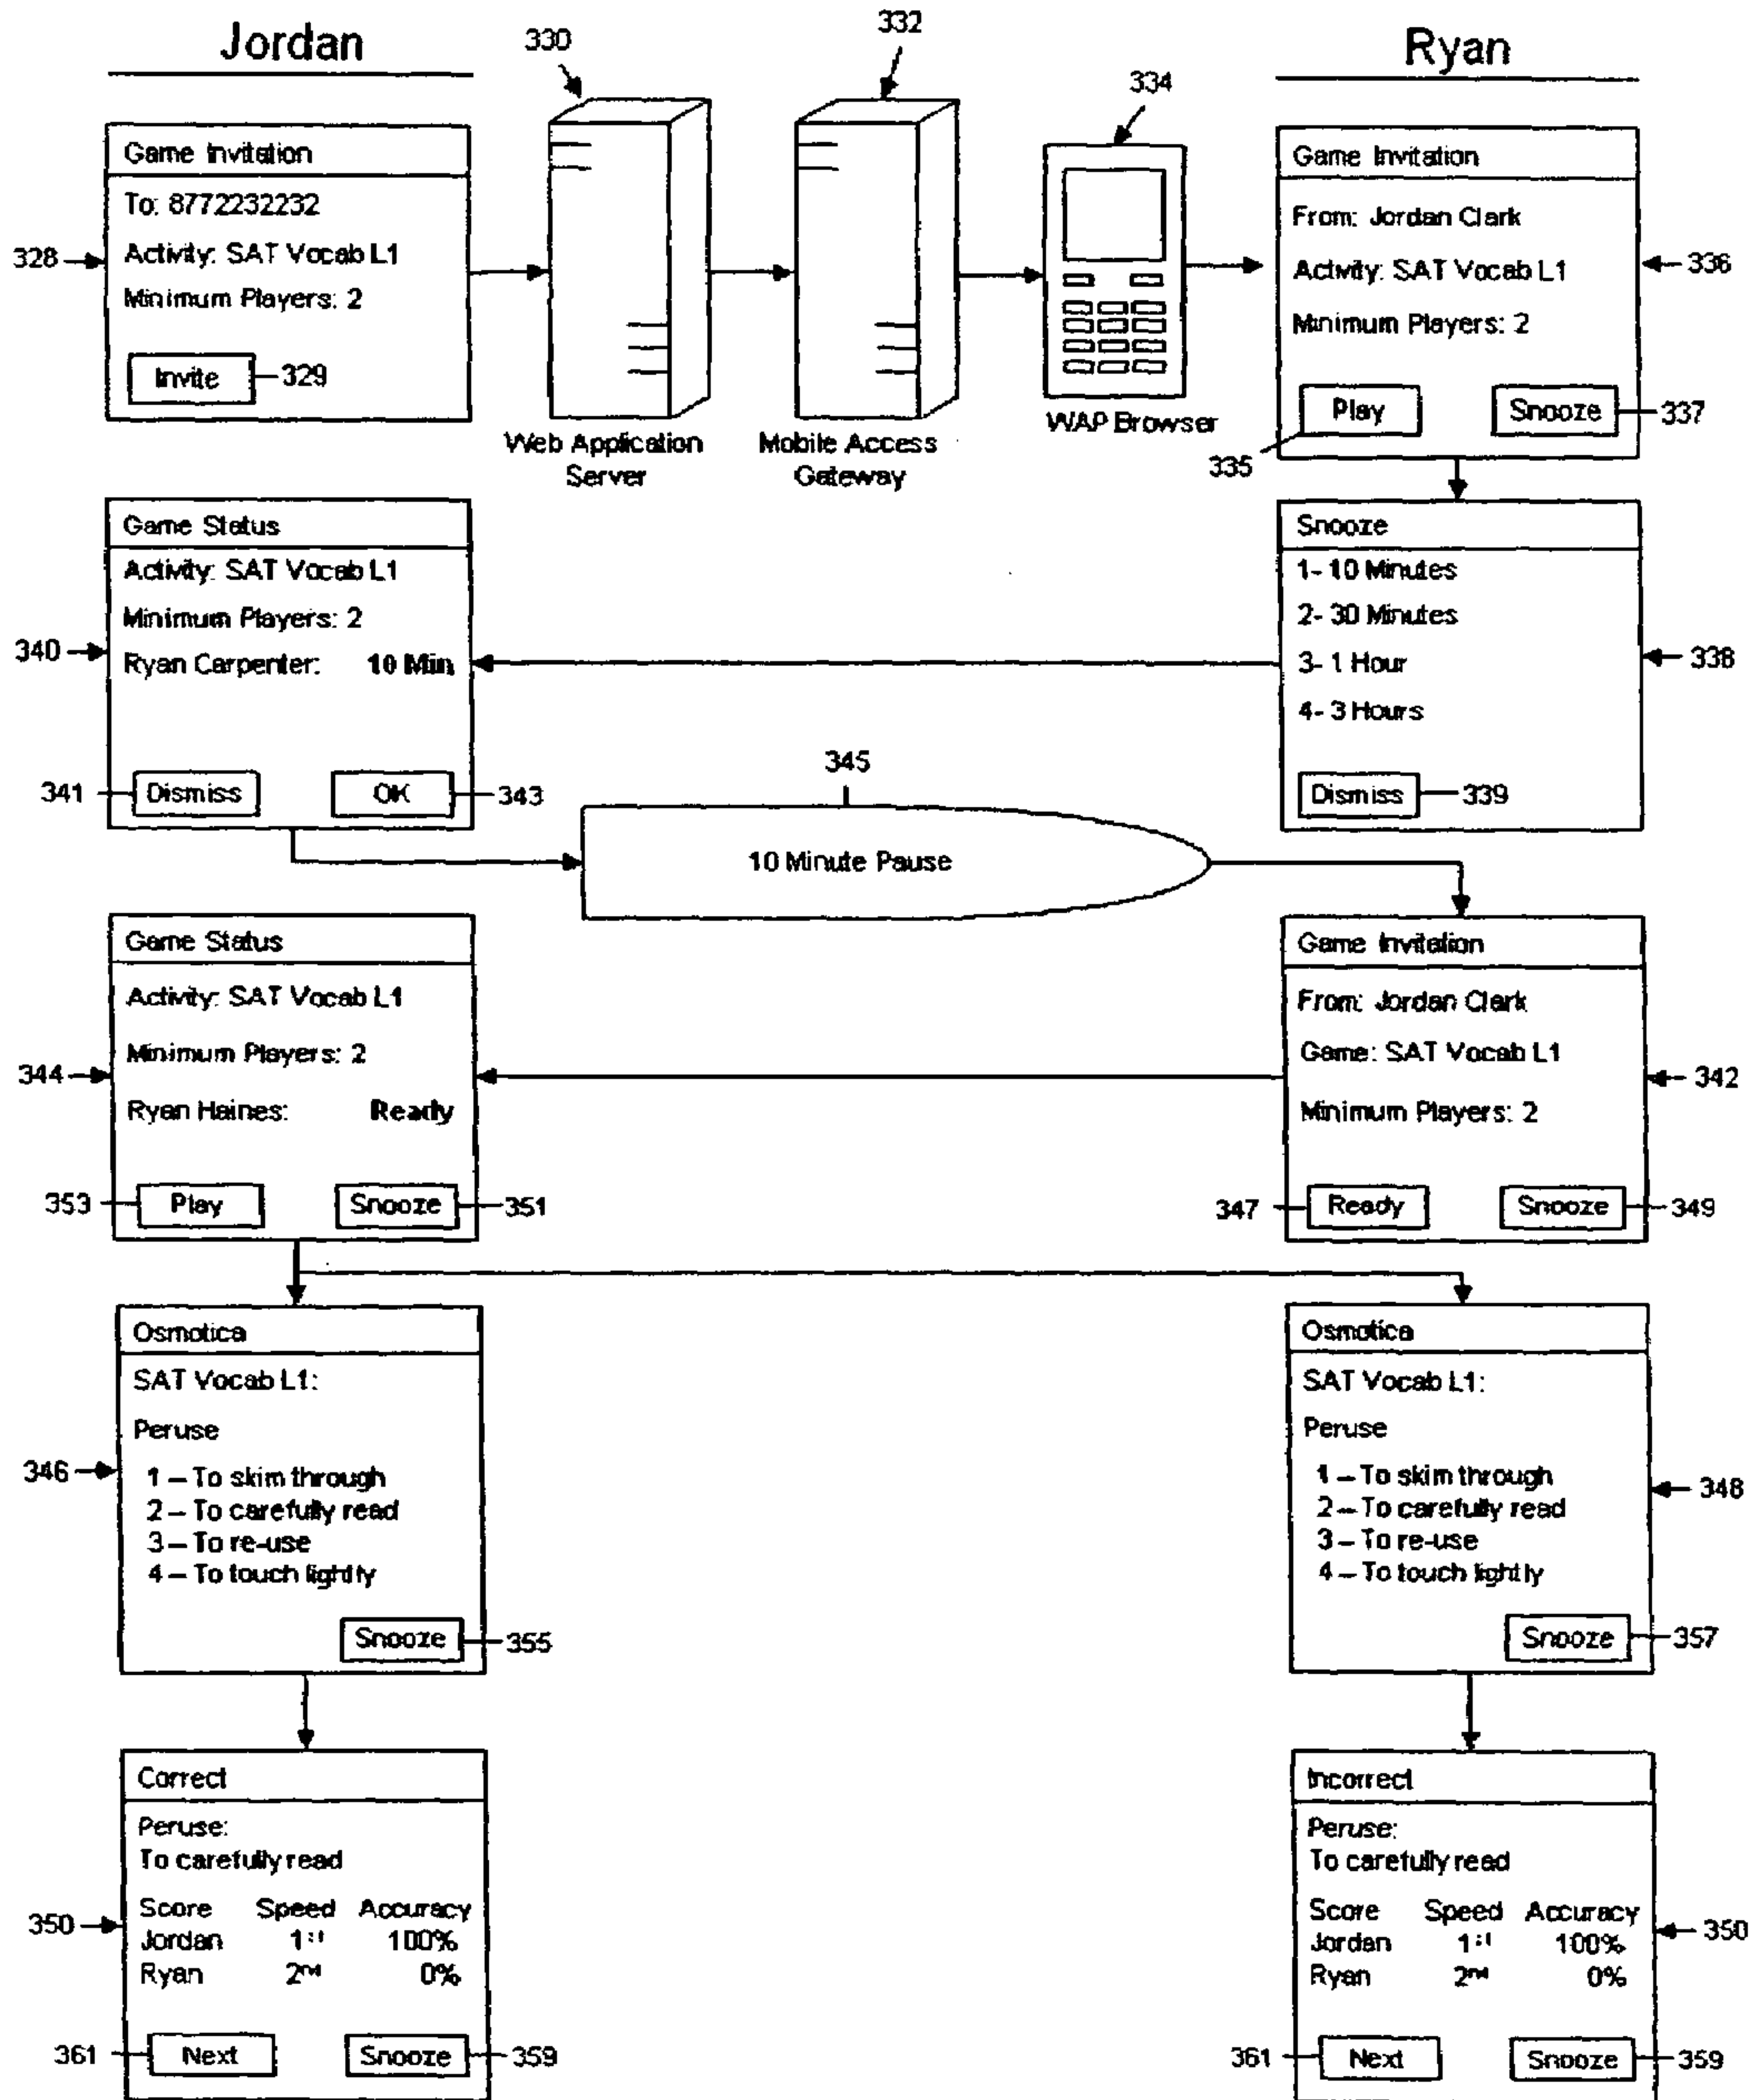 Jordan
Ryan
330
332
334
Game Invitation
To: 8772232232
Activity: SAT Vocab L1
Minimum Players: 2
Invite
328
329
Web Application
Server
Mobile Access
Gateway
WAP Browser
Game Invitation
From: Jordan Clark
Activity: SAT Vocab L1
Minimum Players: 2
Play
Snooze
336
337
335
Game Status
Activity: SAT Vocab L1
Minimum Players: 2
Ryan Carpenter: 10 Min
Dismiss
OK
340
341
343
Snooze
1- 10 Minutes
2- 30 Minutes
3- 1 Hour
4- 3 Hours
Dismiss
338
339
345
10 Minute Pause
Game Status
Activity: SAT Vocab L1
Minimum Players: 2
Ryan Haines: Ready
Play
Snooze
344
353
351
Game Invitation
From: Jordan Clark
Game: SAT Vocab L1
Minimum Players: 2
Ready
Snooze
342
347
349
Osmotica
SAT Vocab L1:
Peruse
1 – To skim through
2 – To carefully read
3 – To re-use
4 – To touch lightly
Snooze
346
355
Osmotica
SAT Vocab L1:
Peruse
1 – To skim through
2 – To carefully read
3 – To re-use
4 – To touch lightly
Snooze
348
357
Correct
Peruse:
To carefully read
Score Speed Accuracy
Jordan 1st 100%
Ryan 2nd 0%
Next
Snooze
350
361
359
Incorrect
Peruse:
To carefully read
Score Speed Accuracy
Jordan 1st 100%
Ryan 2nd 0%
Next
Snooze
350
361
359